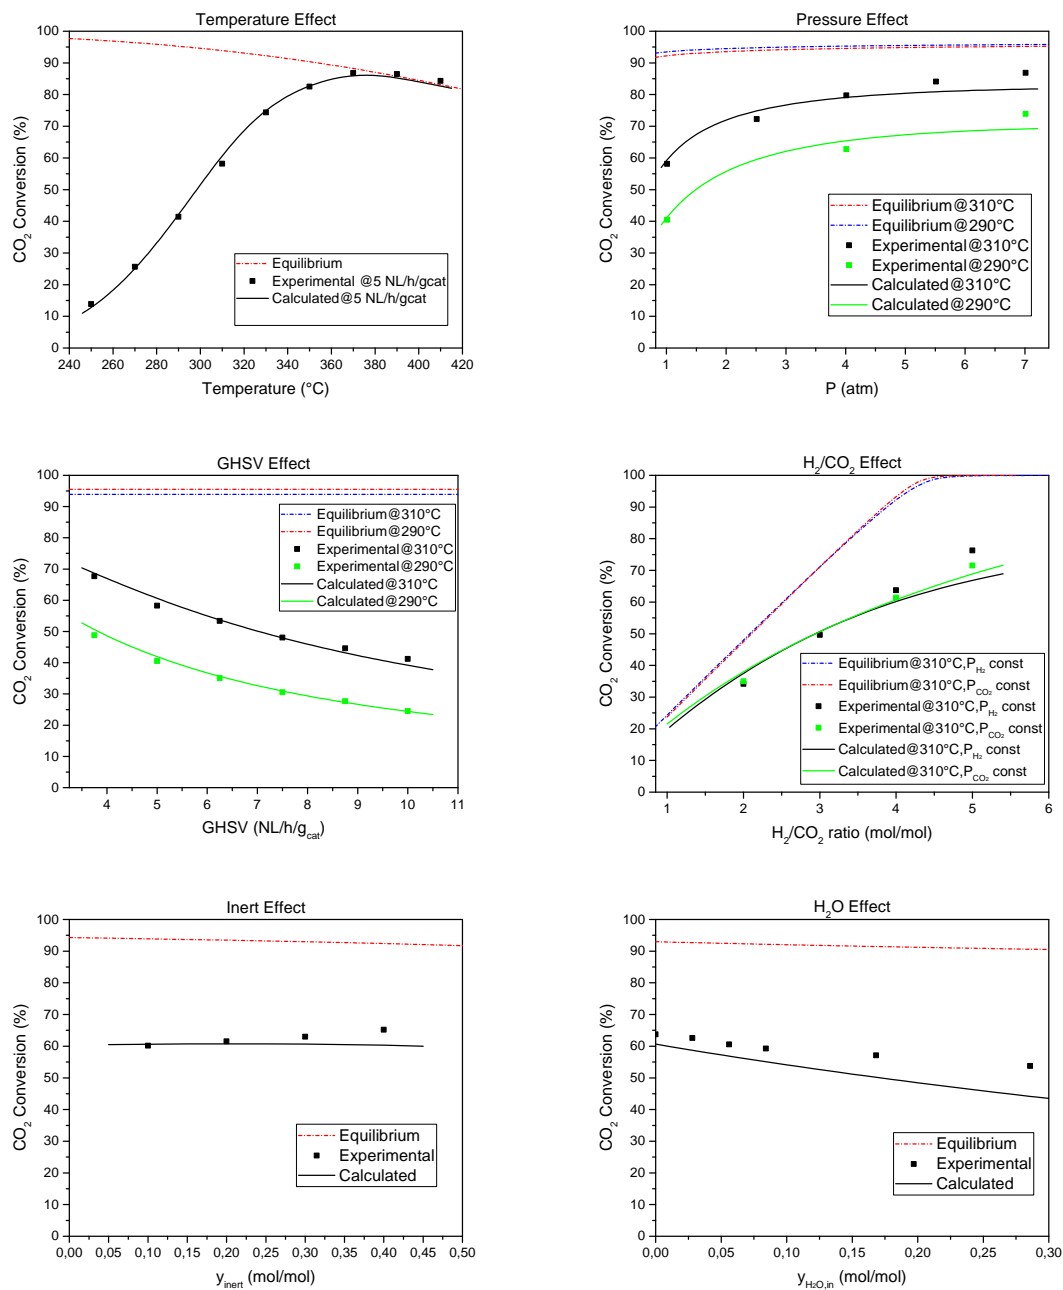 Temperature Effect
100
90
80
70
60
50
40
30
20
10
0
CO₂ Conversion (%)
Equilibrium
Experimental @5 NL/h/gcat
Calculated@5 NL/h/gcat
240 260 280 300 320 340 360 380 400 420
Temperature (°C)
Pressure Effect
100
90
80
70
60
50
40
30
20
10
0
CO₂ Conversion (%)
Equilibrium@310°C
Equilibrium@290°C
Experimental@310°C
Experimental@290°C
Calculated@310°C
Calculated@290°C
1 2 3 4 5 6 7
P (atm)
GHSV Effect
100
90
80
70
60
50
40
30
20
10
0
CO₂ Conversion (%)
Equilibrium@310°C
Equilibrium@290°C
Experimental@310°C
Experimental@290°C
Calculated@310°C
Calculated@290°C
4 5 6 7 8 9 10 11
GHSV (NL/h/g_cat)
H₂/CO₂ Effect
100
90
80
70
60
50
40
30
20
10
0
CO₂ Conversion (%)
Equilibrium@310°C,P_H₂ const
Equilibrium@310°C,P_CO₂ const
Experimental@310°C,P_H₂ const
Experimental@310°C,P_CO₂ const
Calculated@310°C,P_H₂ const
Calculated@310°C,P_CO₂ const
1 2 3 4 5 6
H₂/CO₂ ratio (mol/mol)
Inert Effect
100
90
80
70
60
50
40
30
20
10
0
CO₂ Conversion (%)
Equilibrium
Experimental
Calculated
0,00 0,05 0,10 0,15 0,20 0,25 0,30 0,35 0,40 0,45 0,50
y_inert (mol/mol)
H₂O Effect
100
90
80
70
60
50
40
30
20
10
0
CO₂ Conversion (%)
Equilibrium
Experimental
Calculated
0,00 0,05 0,10 0,15 0,20 0,25 0,30
y_H₂O,in (mol/mol)